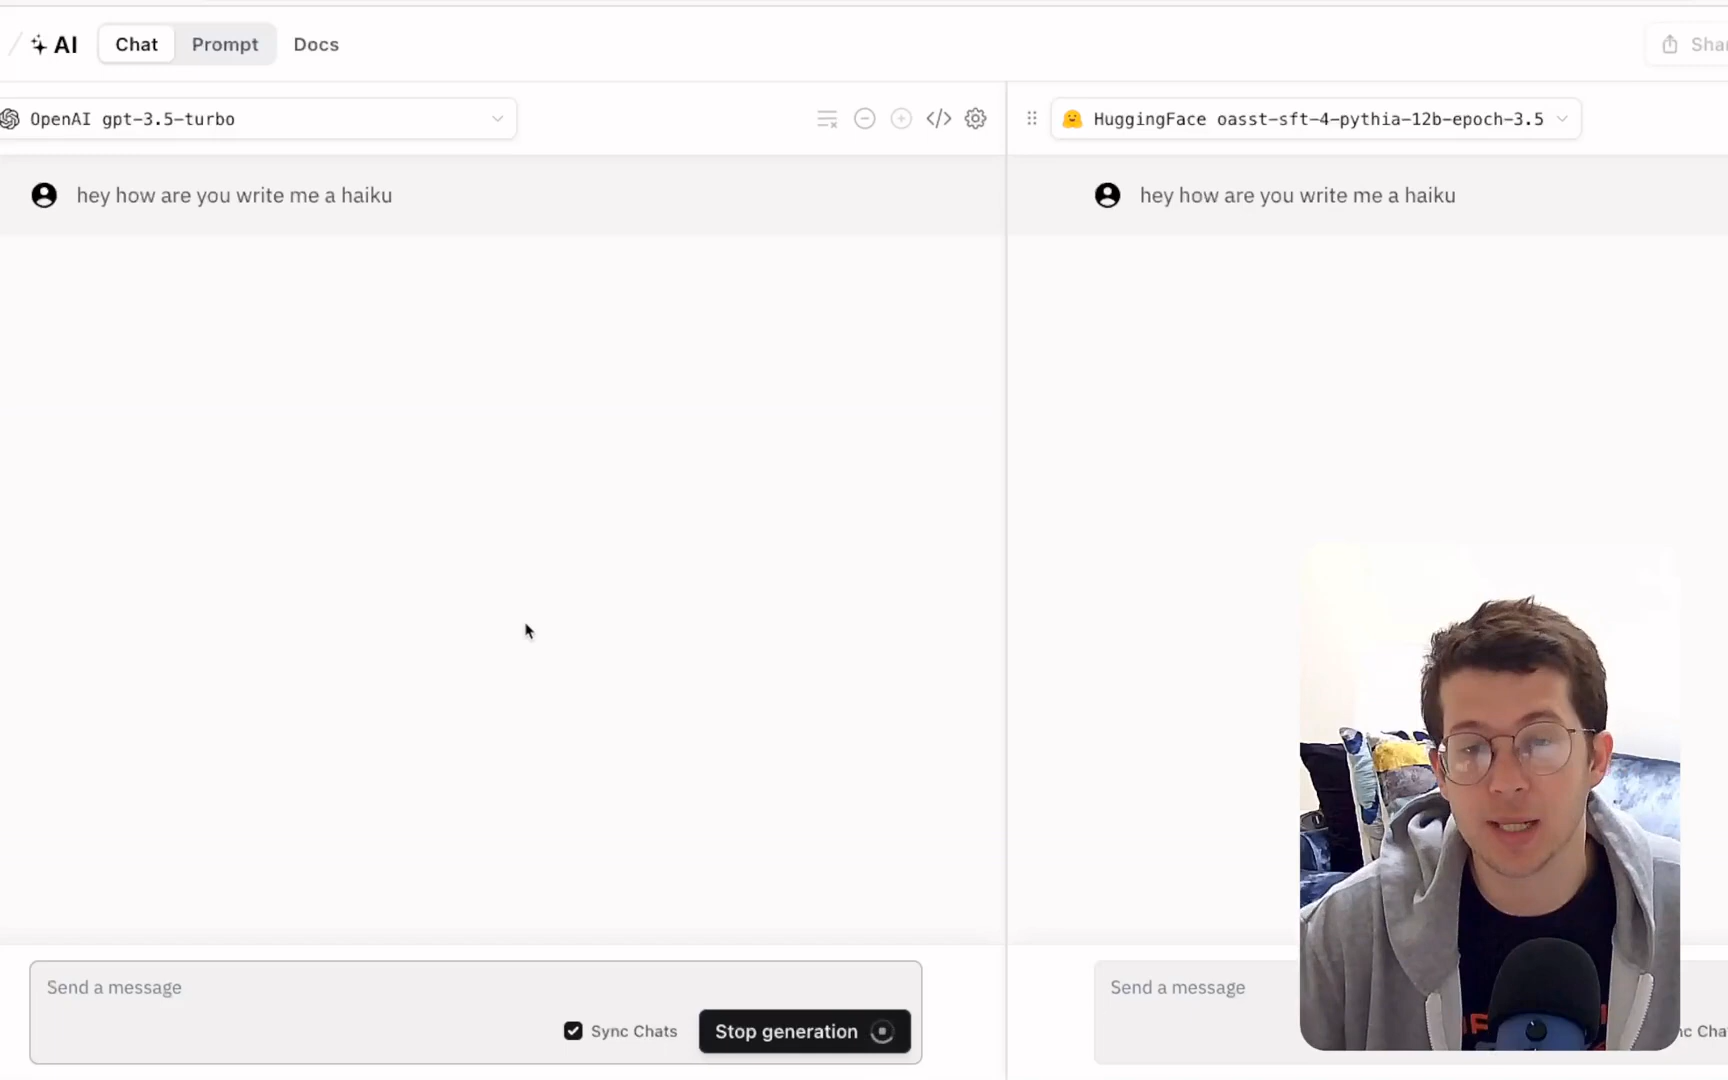 AI Chat Prompt Docs
OpenAI gpt-3.5-turbo
hey how are you write me a haiku
Send a message
Sync Chats Stop generation
HuggingFace oasst-sft-4-pythia-12b-epoch-3.5
hey how are you write me a haiku
Send a message